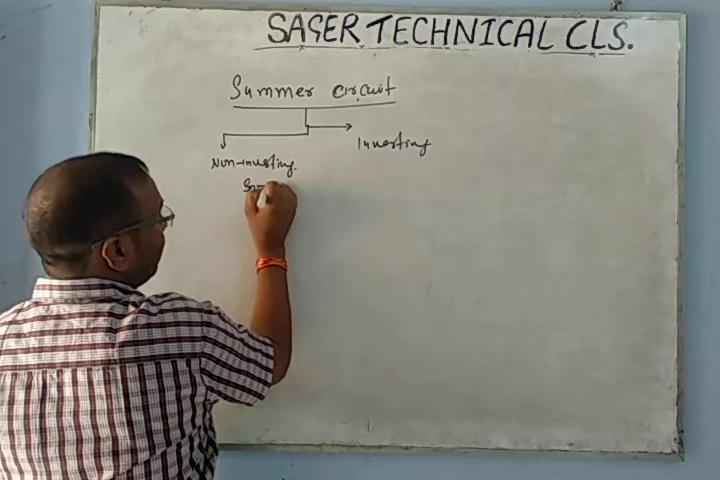 SAGER TECHNICAL CLS.
Summer circuit
Inverting
Non-inverting.